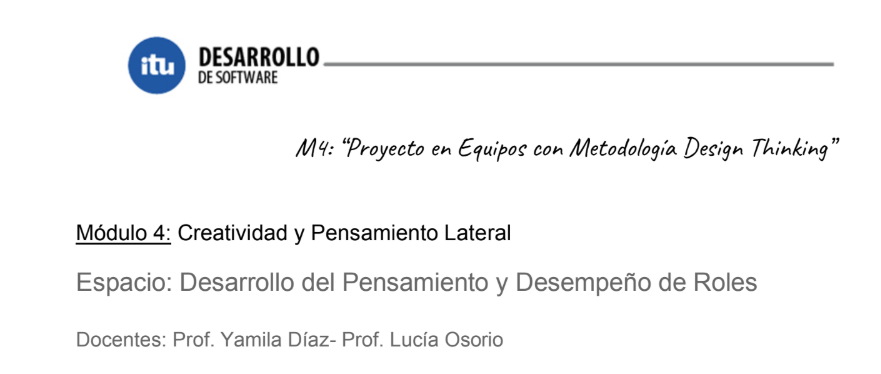 itu DESARROLLO
DE SOFTWARE
M4: “Proyecto en Equipos con Metodología Design Thinking”
Módulo 4: Creatividad y Pensamiento Lateral
Espacio: Desarrollo del Pensamiento y Desempeño de Roles
Docentes: Prof. Yamila Díaz- Prof. Lucía Osorio